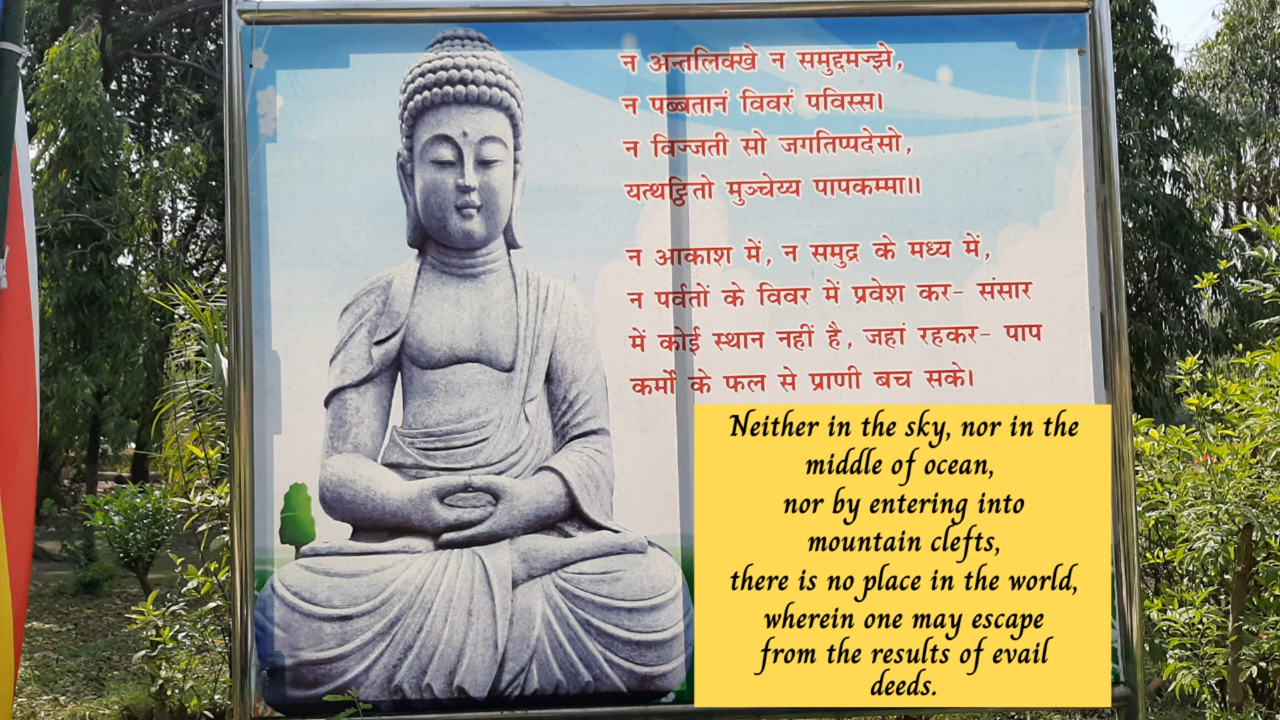 न अन्तलिक्खे न समुद्दमज्झे,
न पब्बतानं विवरं पविस्स।
न विज्जती सो जगतिप्पदेसो,
यत्थट्ठितो मुञ्चेय्य पापकम्मा॥
न आकाश में, न समुद्र के मध्य में,
न पर्वतों के विवर में प्रवेश कर- संसार
में कोई स्थान नहीं है, जहां रहकर- पाप
कर्मों के फल से प्राणी बच सके।
Neither in the sky, nor in the
middle of ocean,
nor by entering into
mountain clefts,
there is no place in the world,
wherein one may escape
from the results of evail
deeds.